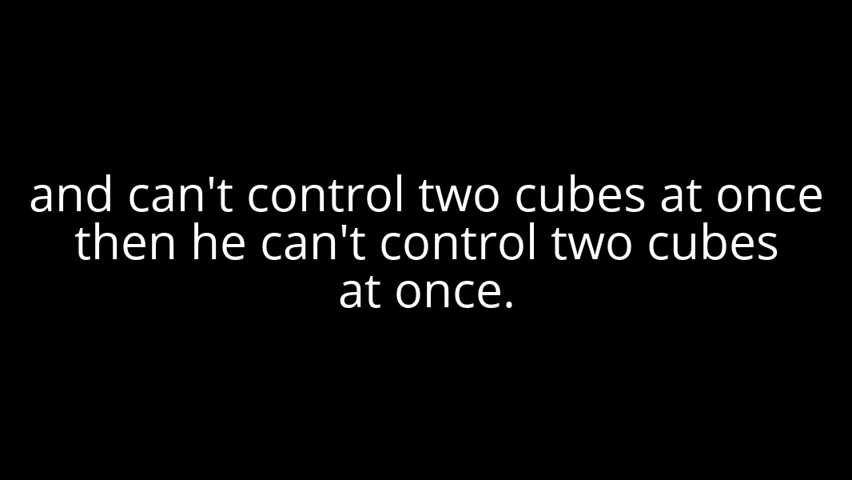 and can't control two cubes at once
then he can't control two cubes
at once.